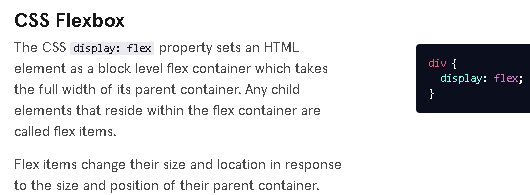 CSS Flexbox
The CSS display: flex property sets an HTML
element as a block level flex container which takes
the full width of its parent container. Any child
elements that reside within the flex container are
called flex items.
Flex items change their size and location in response
to the size and position of their parent container.
div {
  display: flex;
}